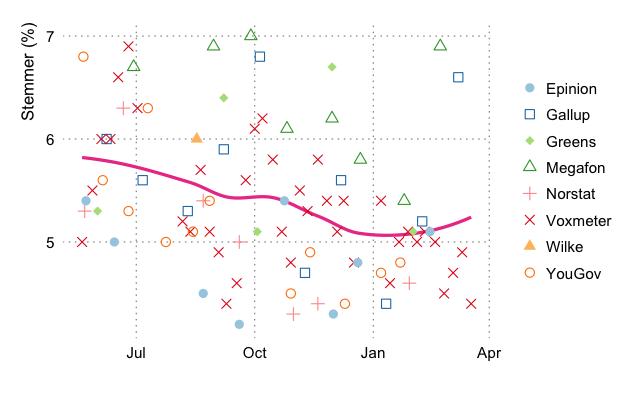 Stemmer (%)
7
6
5
Jul
Oct
Jan
Apr
Epinion
Gallup
Greens
Megafon
Norstat
Voxmeter
Wilke
YouGov